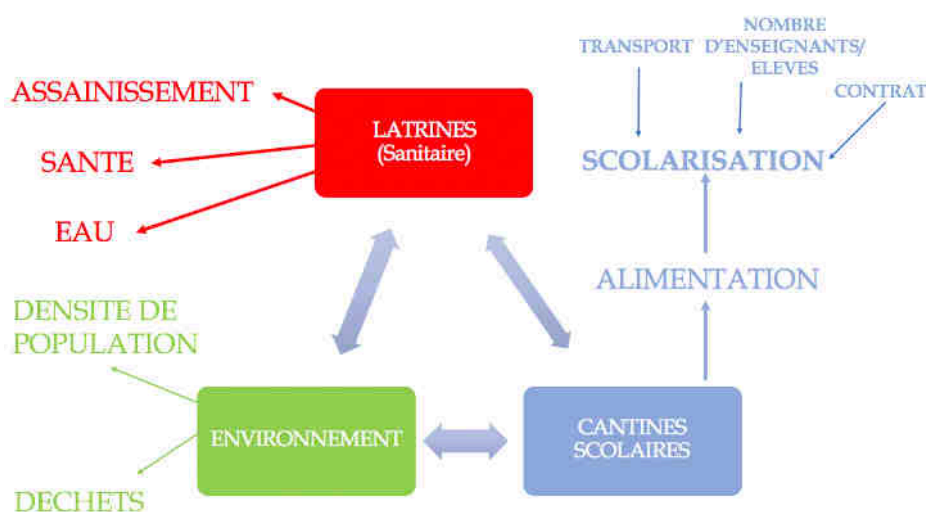 TRANSPORT
NOMBRE
D'ENSEIGNANTS/
ELEVES
CONTRAT
ASSAINISSEMENT
SANTE
EAU
LATRINES
(Sanitaire)
SCOLARISATION
ALIMENTATION
DENSITE DE
POPULATION
DECHETS
ENVIRONNEMENT
CANTINES
SCOLAIRES